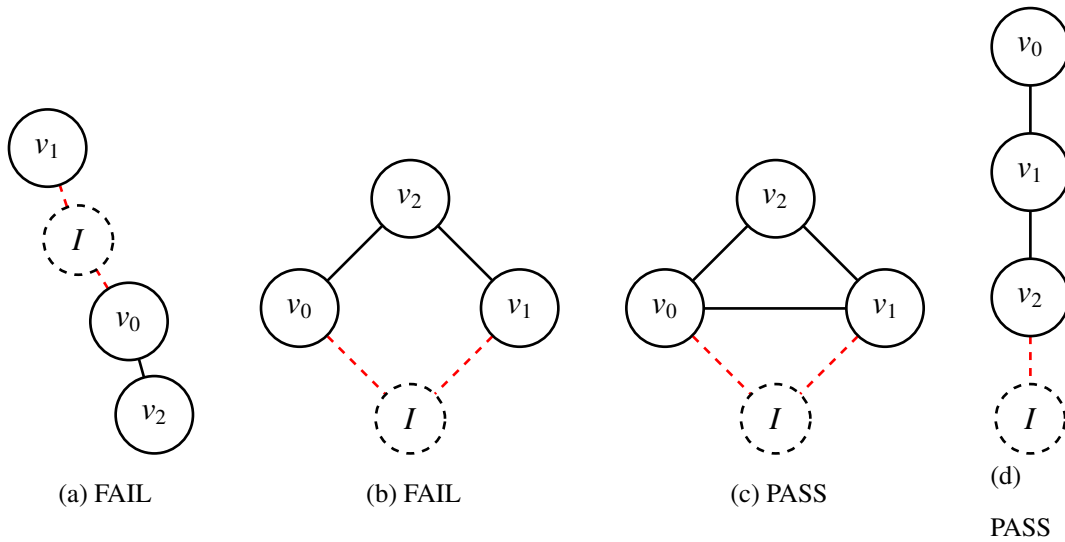 v₁
I
v₀
v₂
(a) FAIL
v₂
v₀
v₁
I
(b) FAIL
v₂
v₀
v₁
I
(c) PASS
v₀
v₁
v₂
I
(d)
PASS